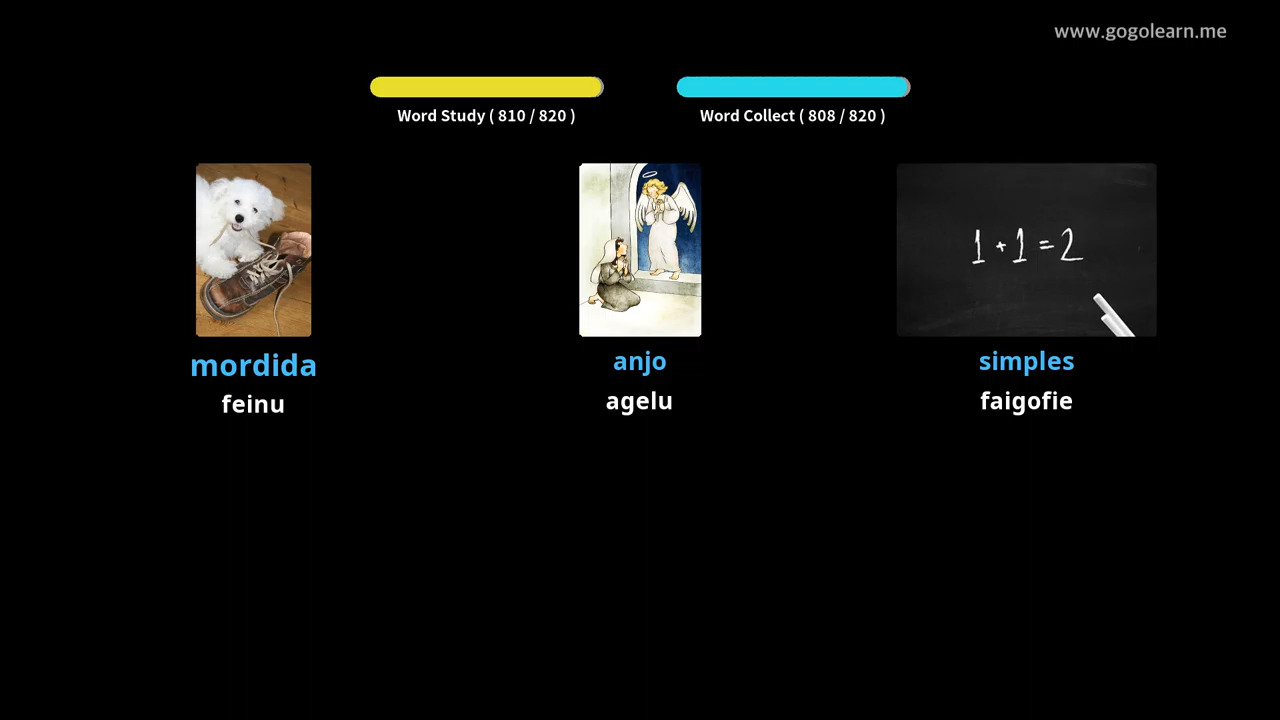 www.gogolearn.me
Word Study ( 810 / 820 )
Word Collect ( 808 / 820 )
1 + 1 = 2
mordida
anjo
simples
feinu
agelu
faigofie